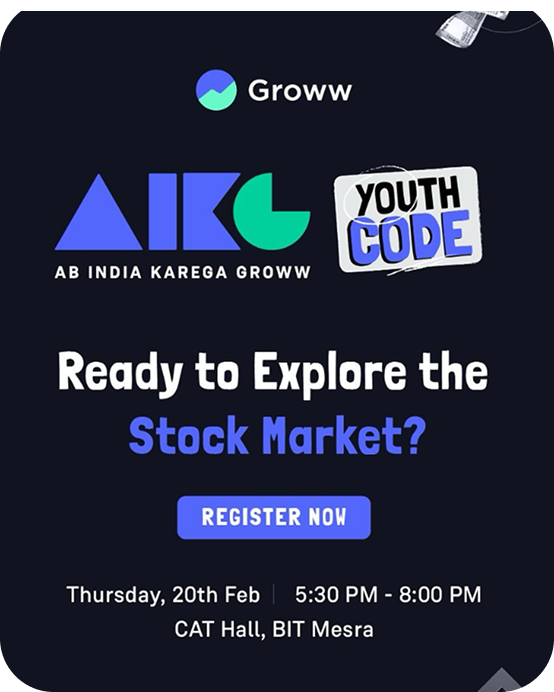 Groww
AIKG
AB INDIA KAREGA GROWW
YOUTH
CODE
Ready to Explore the
Stock Market?
REGISTER NOW
Thursday, 20th Feb | 5:30 PM - 8:00 PM
CAT Hall, BIT Mesra